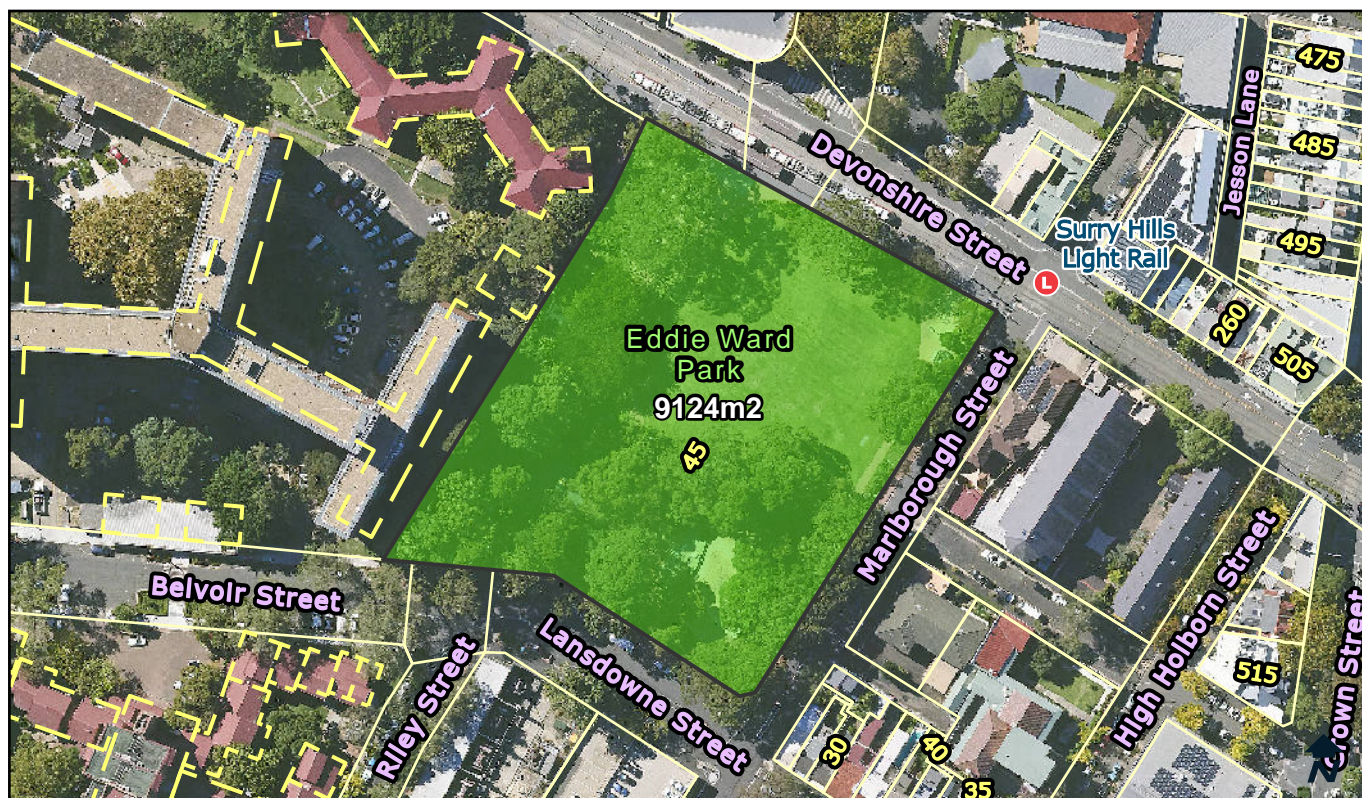 475
Jesson Lane
485
Devonshire Street
Surry Hills
Light Rail
495
L
260
505
Eddie Ward
Park
9124m2
45
Marlborough Street
Belvoir Street
High Holborn Street
Lansdowne Street
Riley Street
515
Crown Street
30
40
35
N